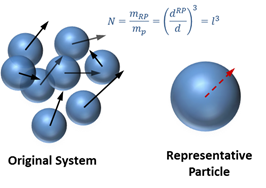 N = m_RP / m_p = (d^RP / d)^3 = l^3
Original System
Representative
Particle